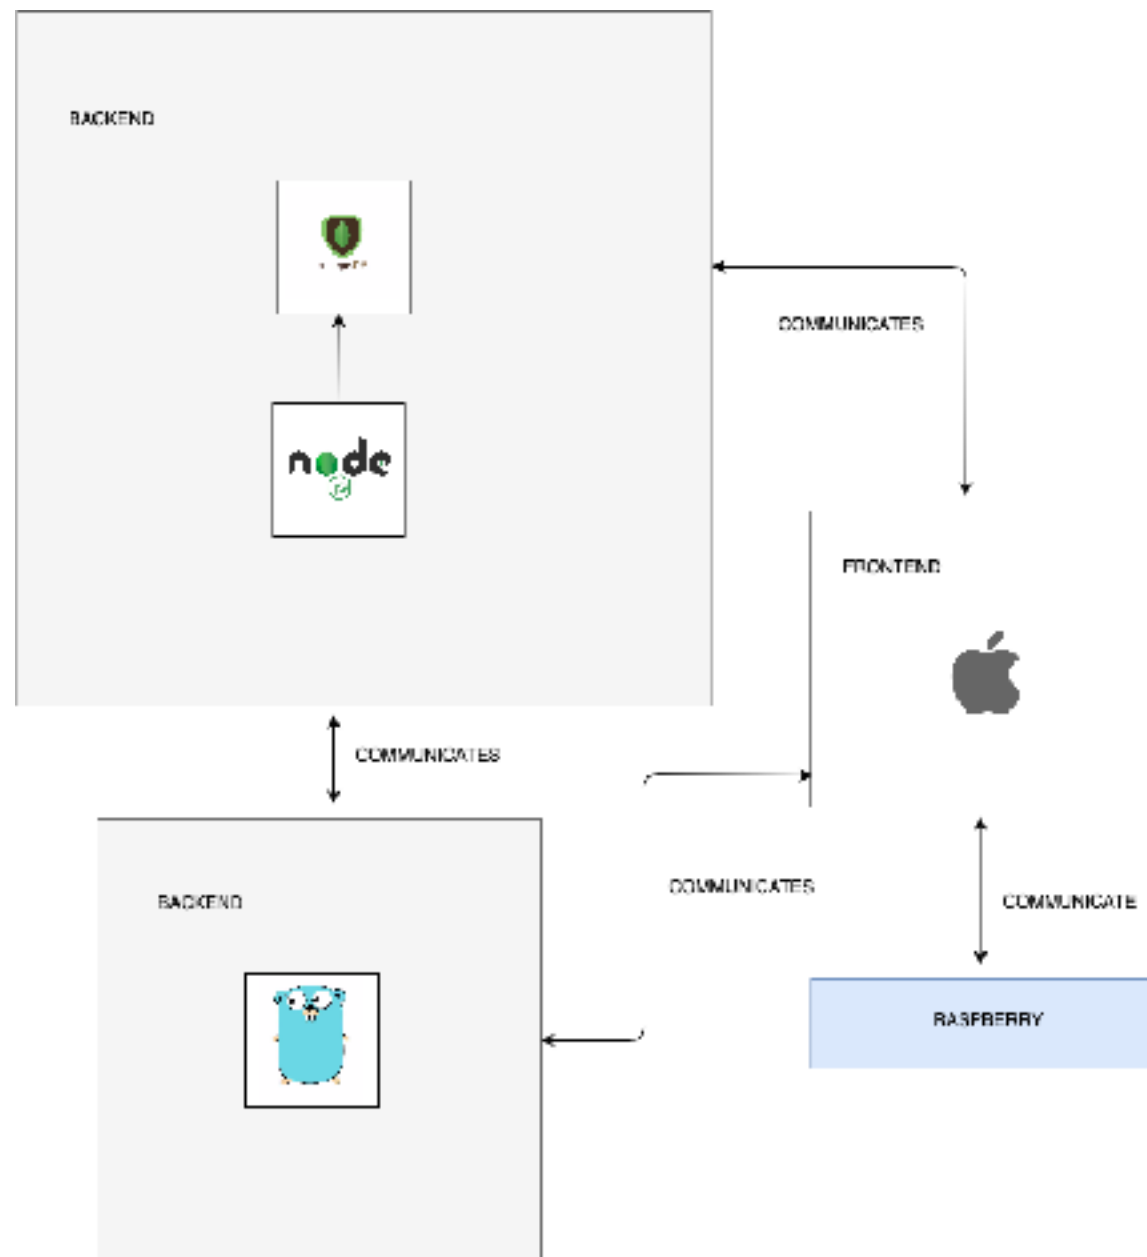 BACKEND
node
COMMUNICATES
FRONTEND
COMMUNICATES
BACKEND
COMMUNICATES
COMMUNICATE
RASPBERRY